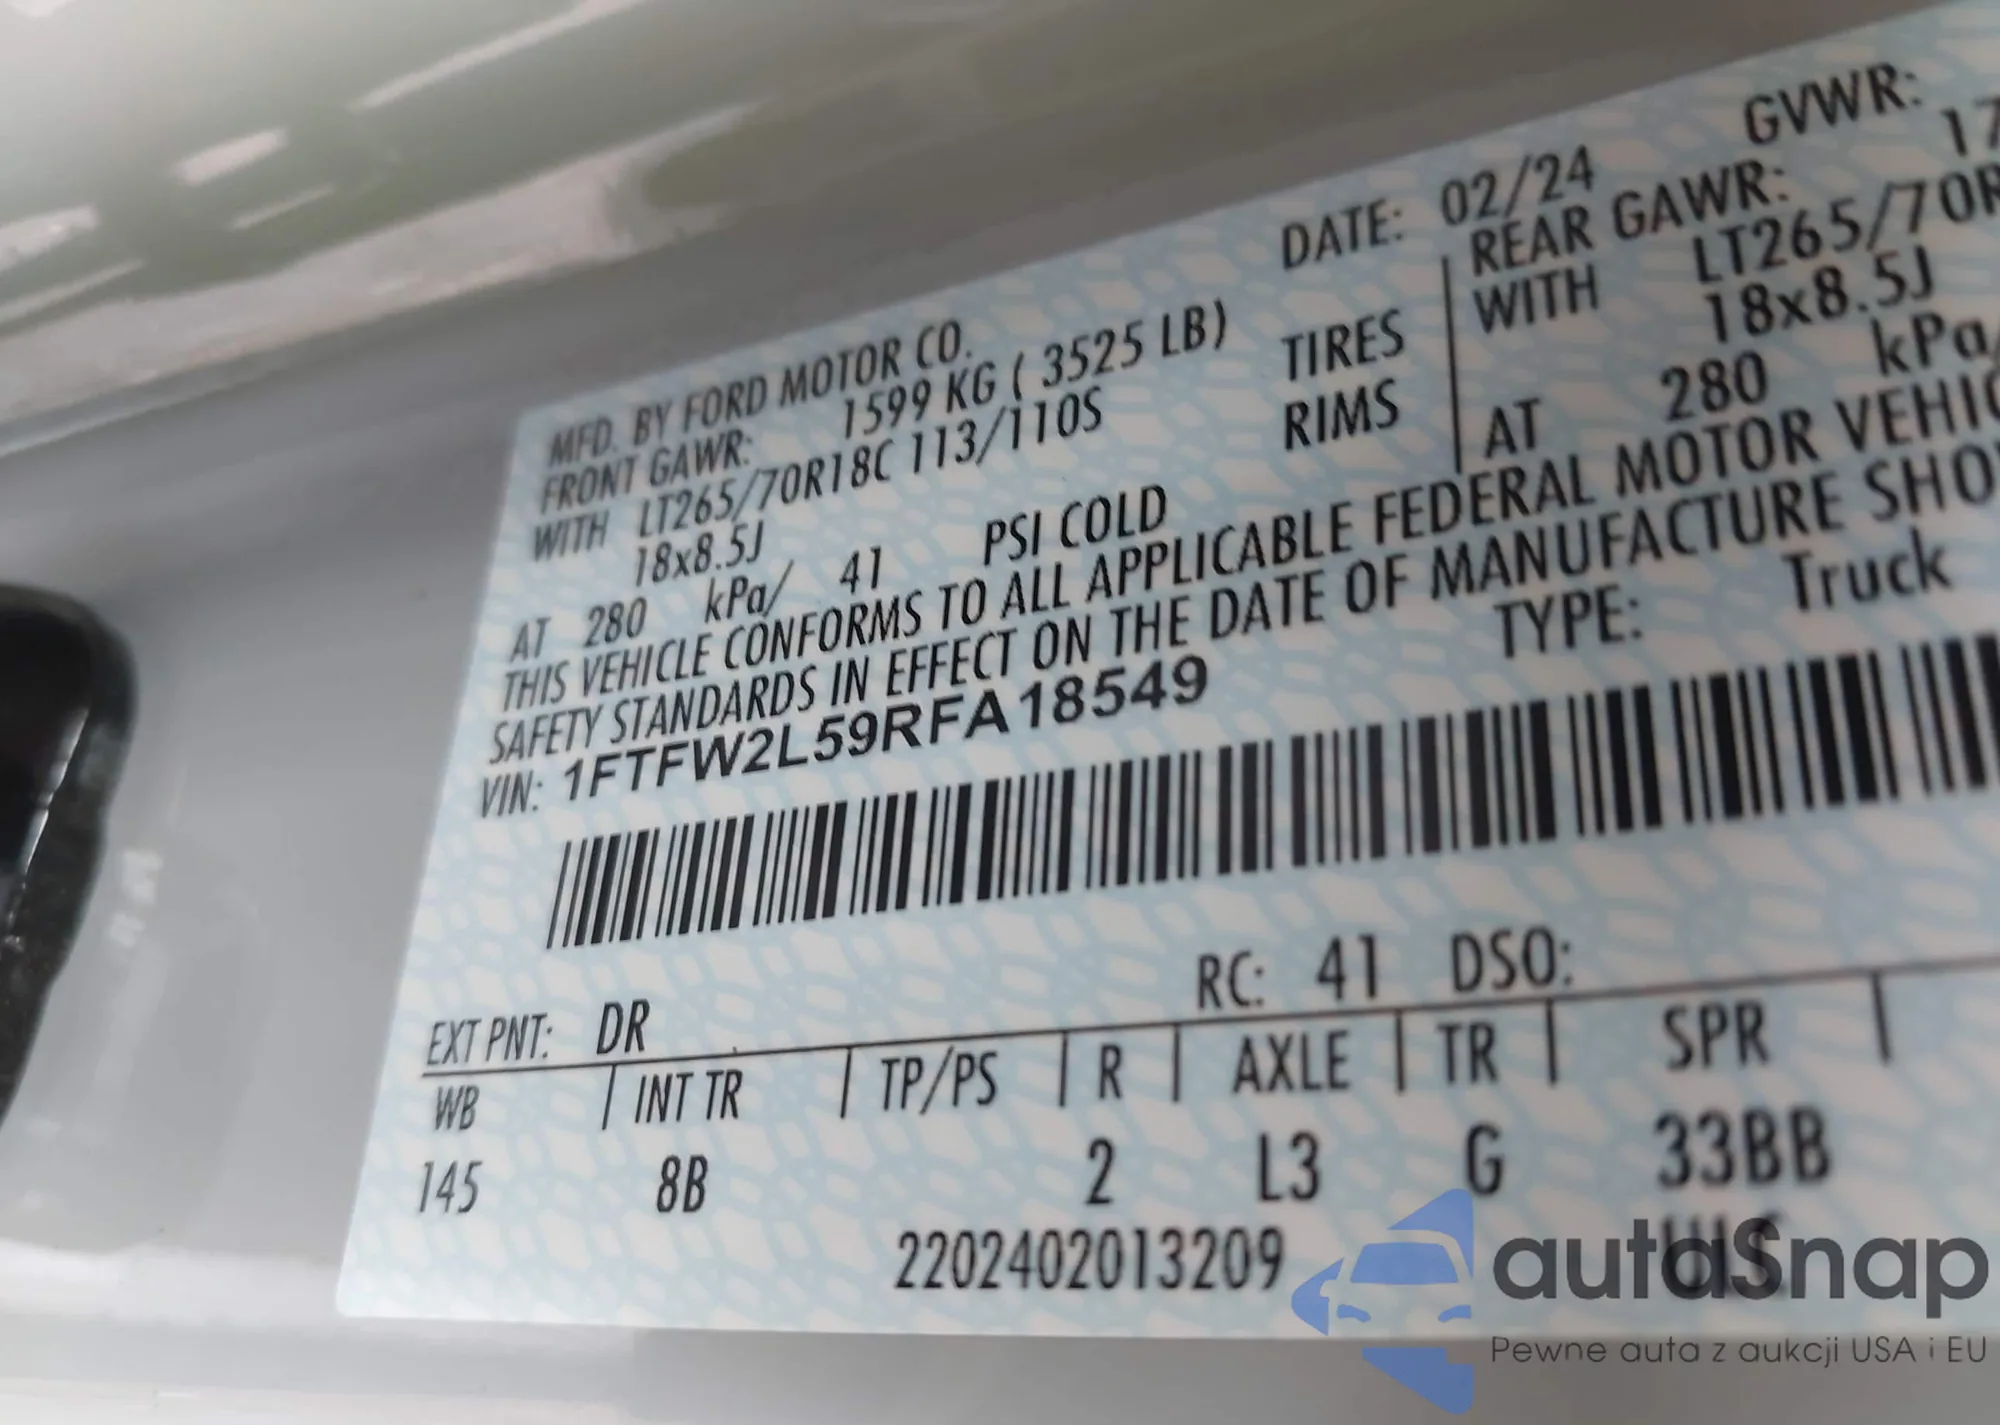 MFD. BY FORD MOTOR CO.
DATE: 02/24
GVWR:
FRONT GAWR: 1599 KG ( 3525 LB)
REAR GAWR: 17
WITH LT265/70R18C 113/110S TIRES
WITH LT265/70R
18x8.5J RIMS
18x8.5J
AT 280 kPa/ 41 PSI COLD
AT 280 kPa/
THIS VEHICLE CONFORMS TO ALL APPLICABLE FEDERAL MOTOR VEHIC
SAFETY STANDARDS IN EFFECT ON THE DATE OF MANUFACTURE SHO
VIN: 1FTFW2L59RFA18549
TYPE: Truck
EXT PNT: DR RC: 41 DSO:
WB | INT TR | TP/PS | R | AXLE | TR | SPR |
145 8B 2 L3 G 33BB
2202402013209
autaSnap
Pewne auta z aukcji USA i EU